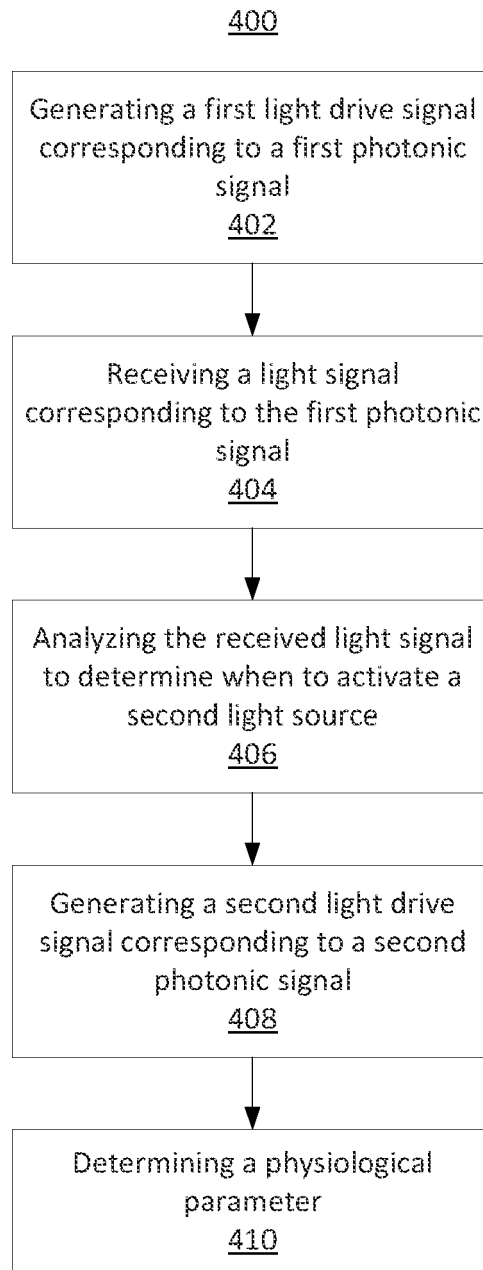 400
Generating a first light drive signal
corresponding to a first photonic
signal
402
Receiving a light signal
corresponding to the first photonic
signal
404
Analyzing the received light signal
to determine when to activate a
second light source
406
Generating a second light drive
signal corresponding to a second
photonic signal
408
Determining a physiological
parameter
410